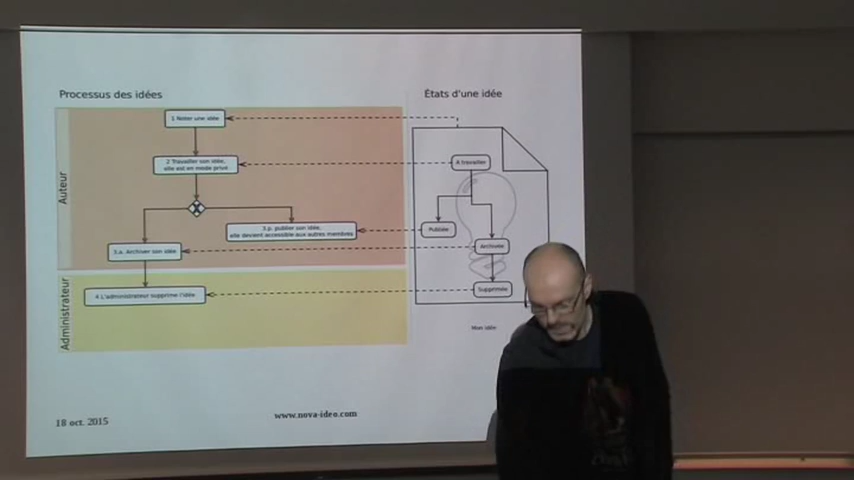 Processus des idées
États d'une idée
Auteur
1 Noter une idée
2 Travailler son idée,
elle est en mode privé
3.p. publier son idée,
elle devient accessible aux autres membres
3.a. Archiver son idée
Administrateur
4 L'administrateur supprime l'idée
A travailler
Publiée
Archivée
Supprimée
Mon idée
18 oct. 2015
www.nova-ideo.com